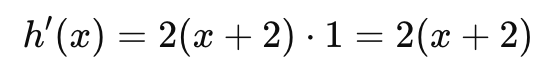 h′(x) = 2(x + 2) · 1 = 2(x + 2)